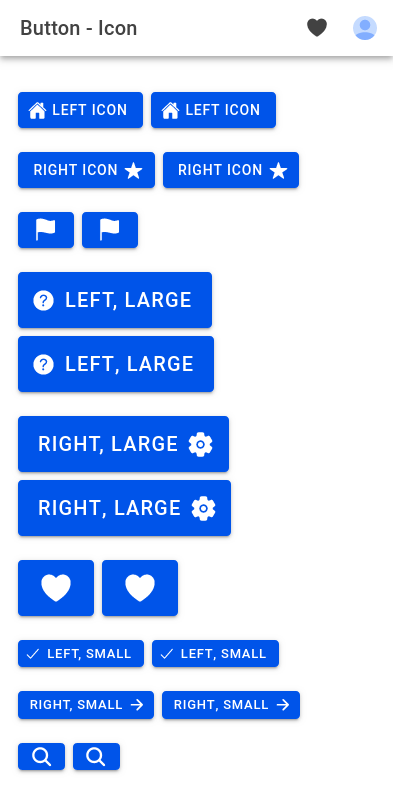 Button - Icon
LEFT ICON LEFT ICON
RIGHT ICON RIGHT ICON
LEFT, LARGE
LEFT, LARGE
RIGHT, LARGE
RIGHT, LARGE
LEFT, SMALL LEFT, SMALL
RIGHT, SMALL RIGHT, SMALL